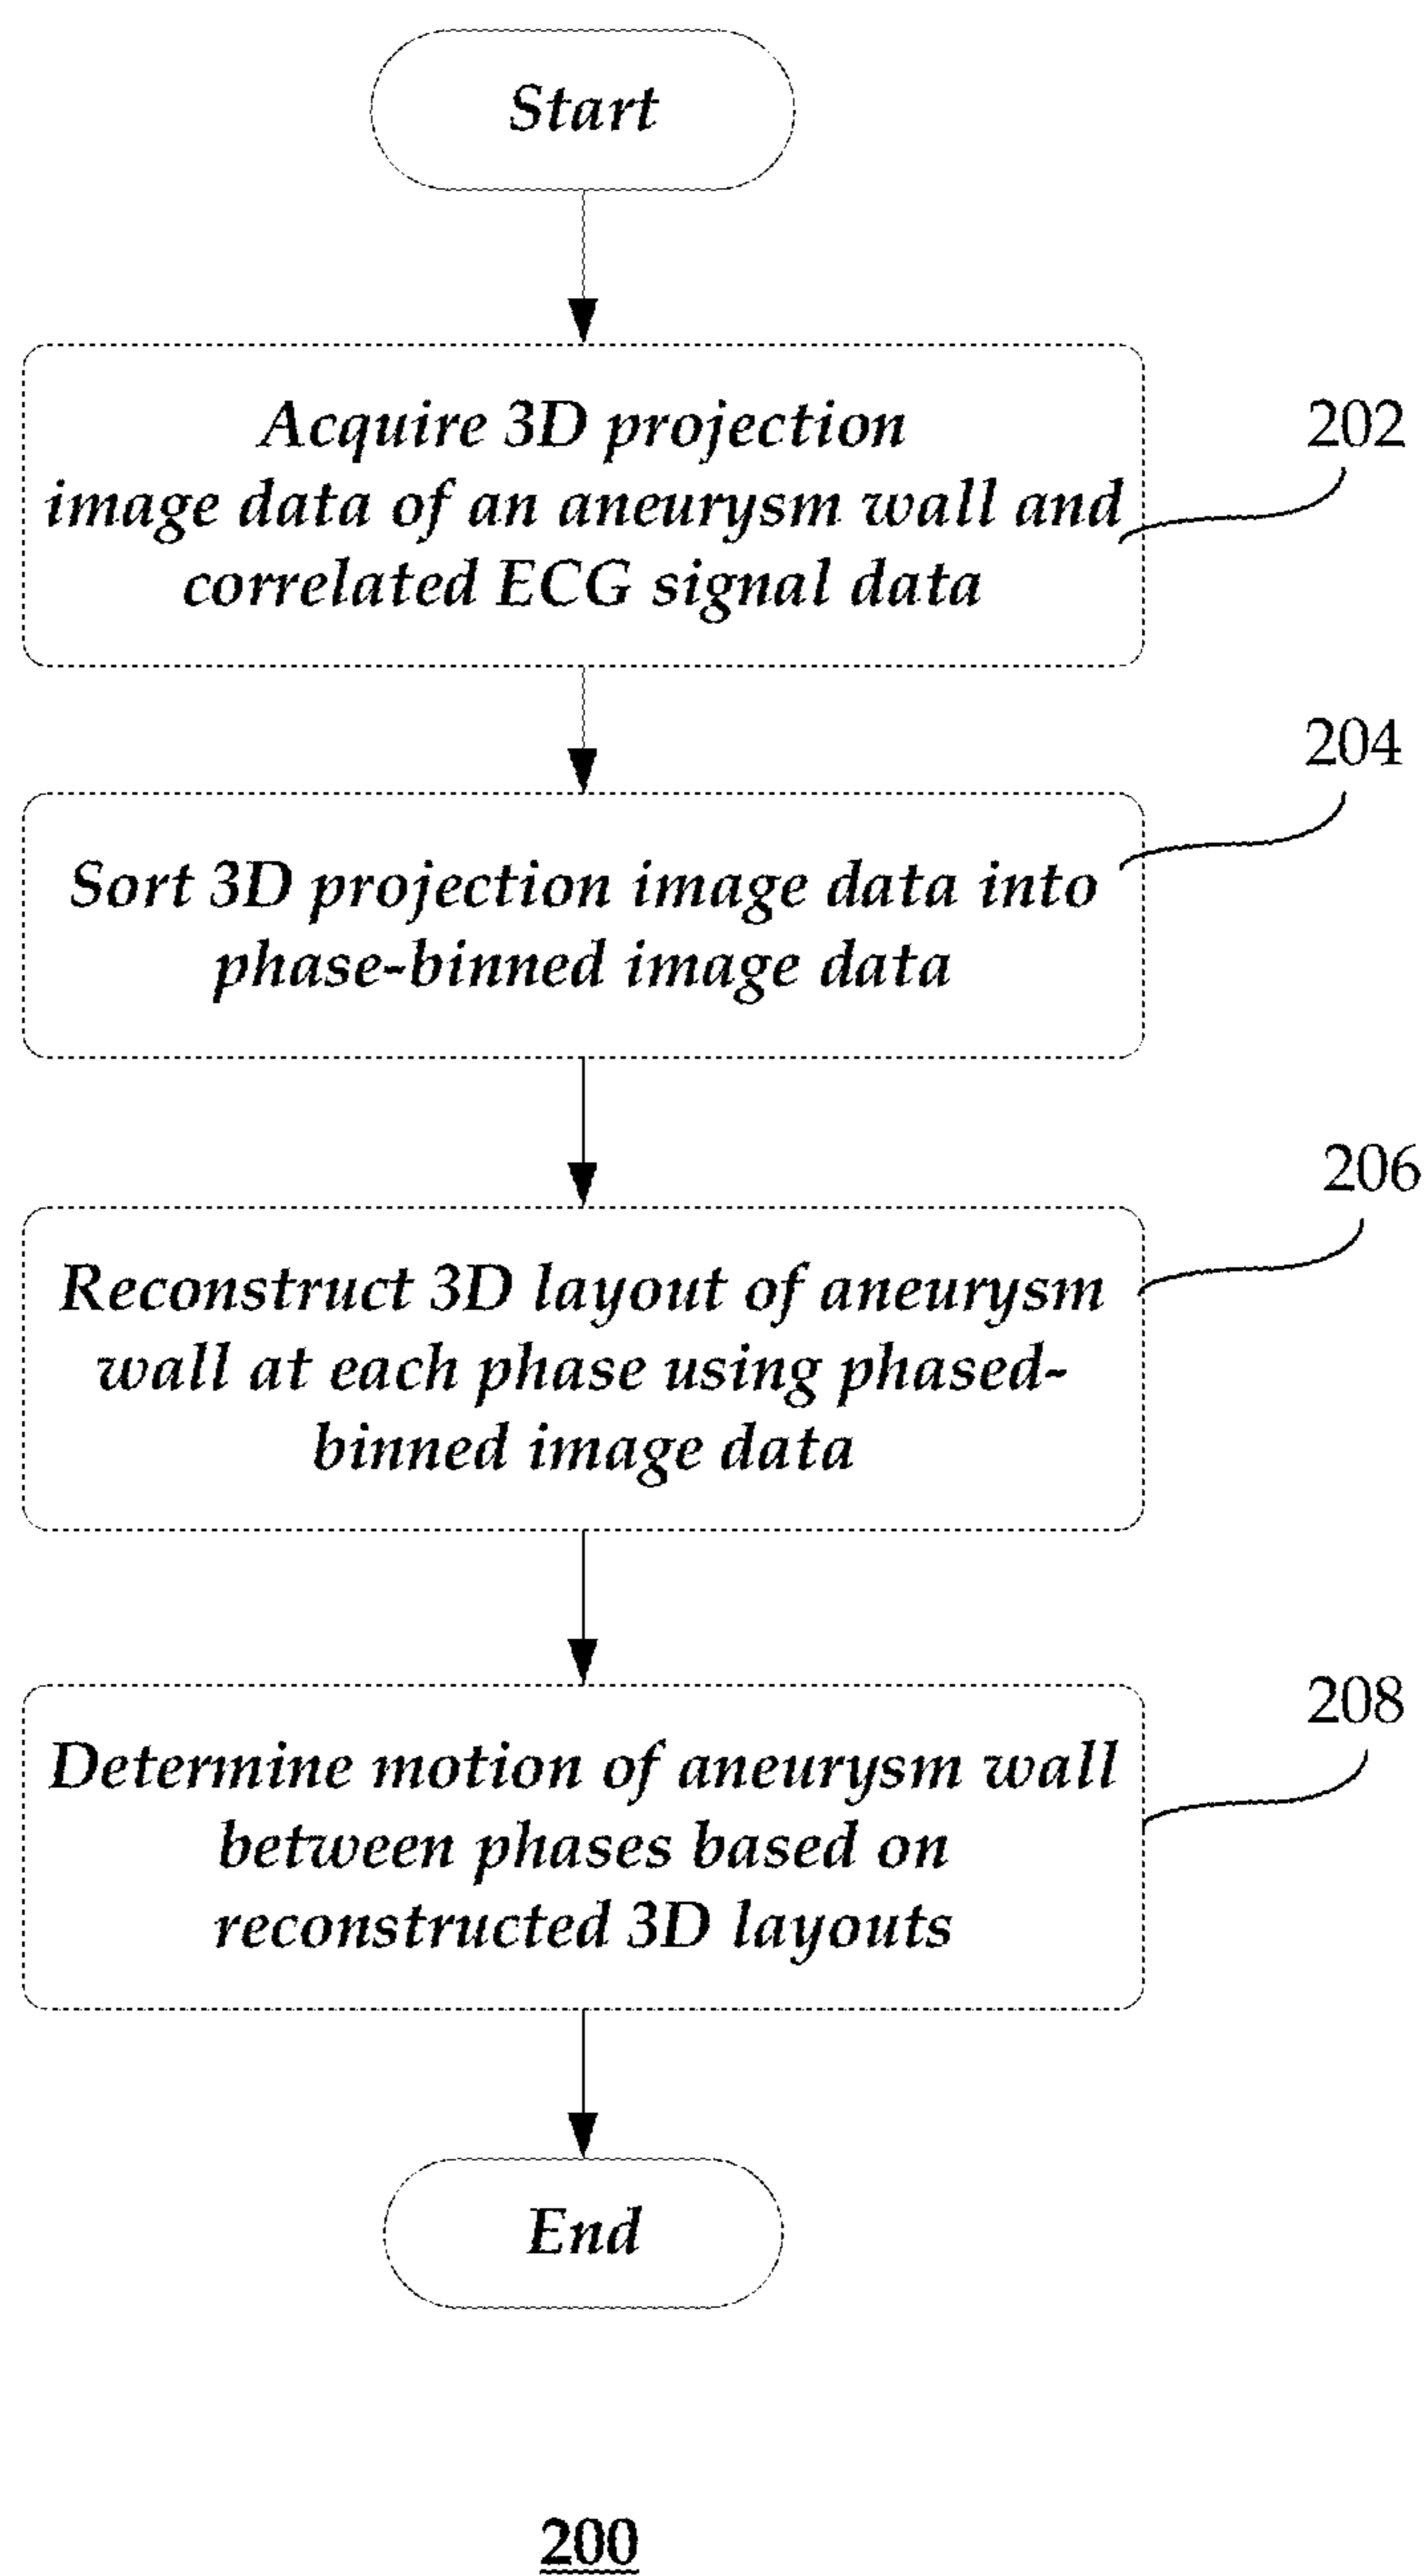 Start
Acquire 3D projection
image data of an aneurysm wall and
correlated ECG signal data
202
Sort 3D projection image data into
phase-binned image data
204
Reconstruct 3D layout of aneurysm
wall at each phase using phased-
binned image data
206
Determine motion of aneurysm wall
between phases based on
reconstructed 3D layouts
208
End
200